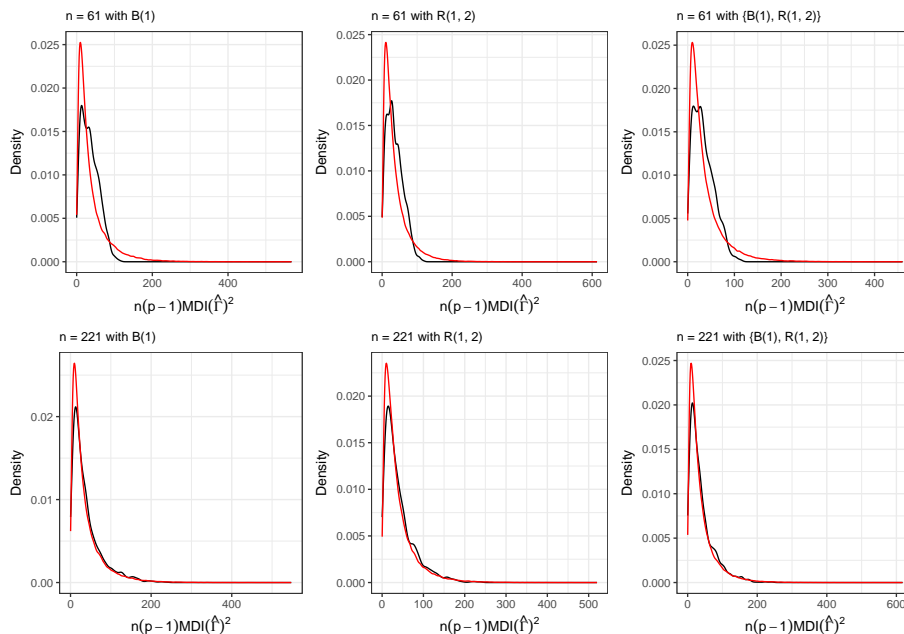 n = 61 with B(1)
0.025
0.020
0.015
0.010
0.005
0.000
Density
0 200 400
n(p−1)MDI(Γ̂)²
n = 61 with R(1, 2)
0.025
0.020
0.015
0.010
0.005
0.000
Density
0 200 400 600
n(p−1)MDI(Γ̂)²
n = 61 with {B(1), R(1, 2)}
0.025
0.020
0.015
0.010
0.005
0.000
Density
0 100 200 300 400
n(p−1)MDI(Γ̂)²
n = 221 with B(1)
0.02
0.01
0.00
Density
0 200 400
n(p−1)MDI(Γ̂)²
n = 221 with R(1, 2)
0.020
0.015
0.010
0.005
0.000
Density
0 100 200 300 400 500
n(p−1)MDI(Γ̂)²
n = 221 with {B(1), R(1, 2)}
0.025
0.020
0.015
0.010
0.005
0.000
Density
0 200 400 600
n(p−1)MDI(Γ̂)²